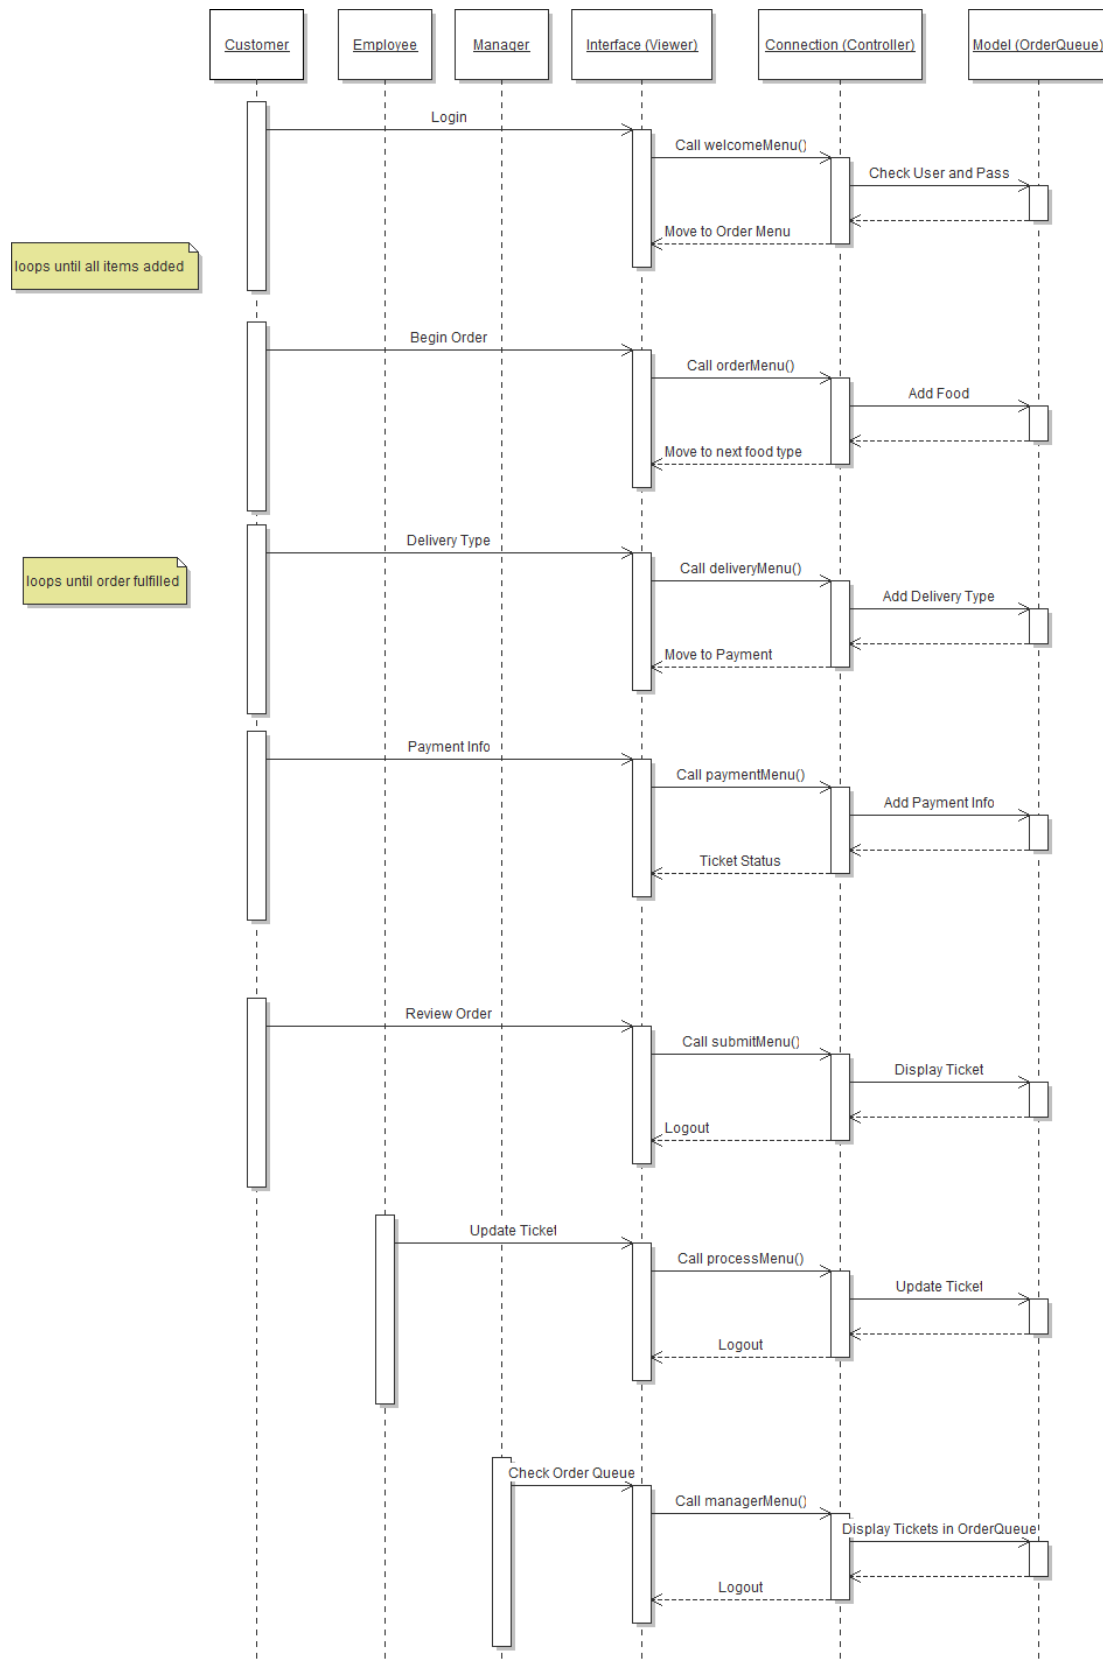 Customer
Employee
Manager
Interface (Viewer)
Connection (Controller)
Model (OrderQueue)
Login
Call welcomeMenu()
Check User and Pass
Move to Order Menu
loops until all items added
Begin Order
Call orderMenu()
Add Food
Move to next food type
Delivery Type
Call deliveryMenu()
loops until order fulfilled
Add Delivery Type
Move to Payment
Payment Info
Call paymentMenu()
Add Payment Info
Ticket Status
Review Order
Call submitMenu()
Display Ticket
Logout
Update Ticket
Call processMenu()
Update Ticket
Logout
Check Order Queue
Call managerMenu()
Display Tickets in OrderQueue
Logout